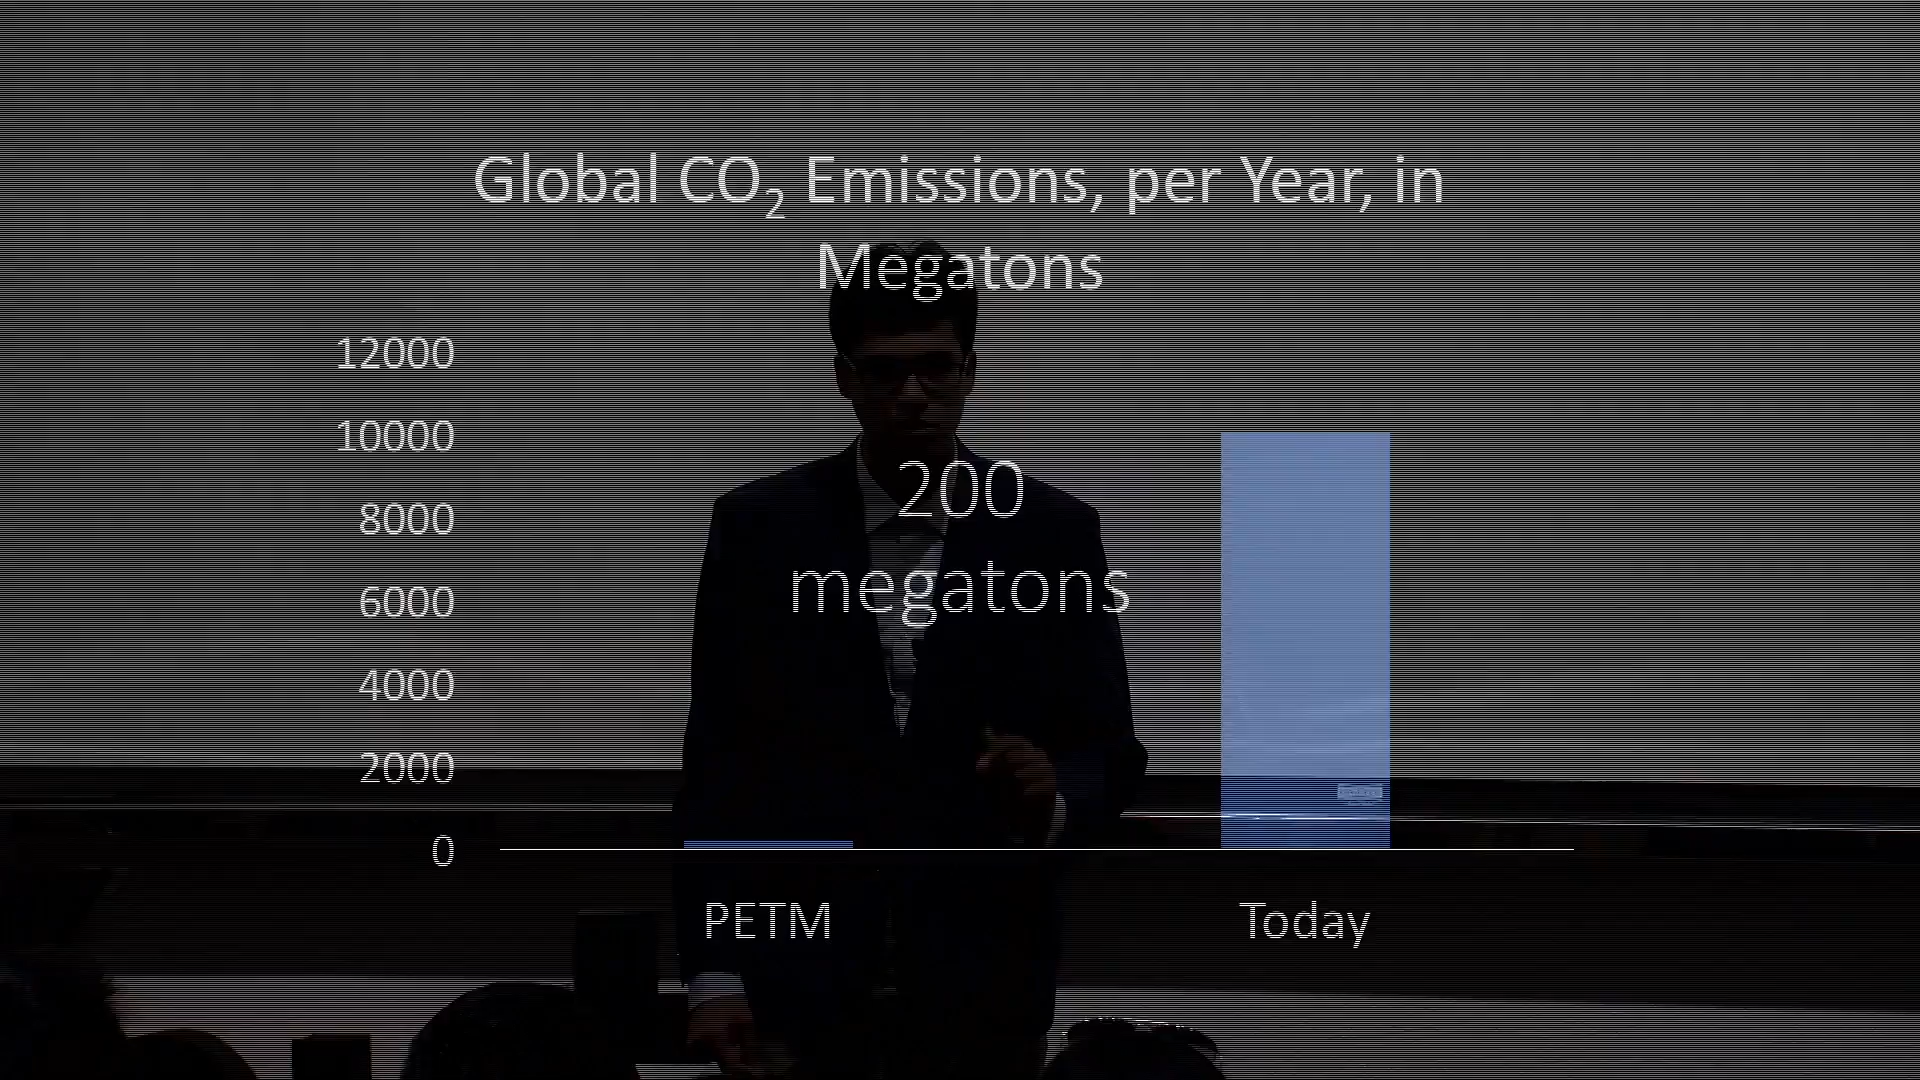 Global CO₂ Emissions, per Year, in
Megatons
12000
10000
8000
6000
4000
2000
0
200
megatons
PETM
Today